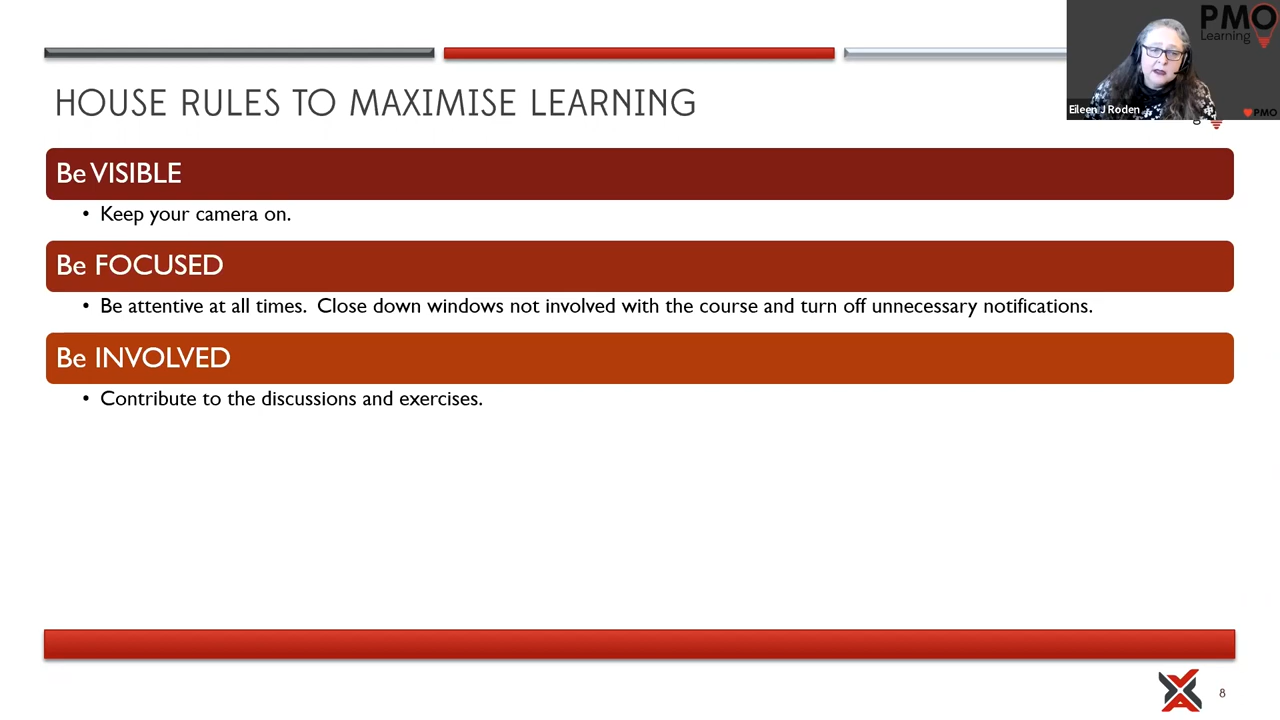 PMO
Learning
Eileen J Roden
PMO
HOUSE RULES TO MAXIMISE LEARNING
Be VISIBLE
• Keep your camera on.
Be FOCUSED
• Be attentive at all times. Close down windows not involved with the course and turn off unnecessary notifications.
Be INVOLVED
• Contribute to the discussions and exercises.
8